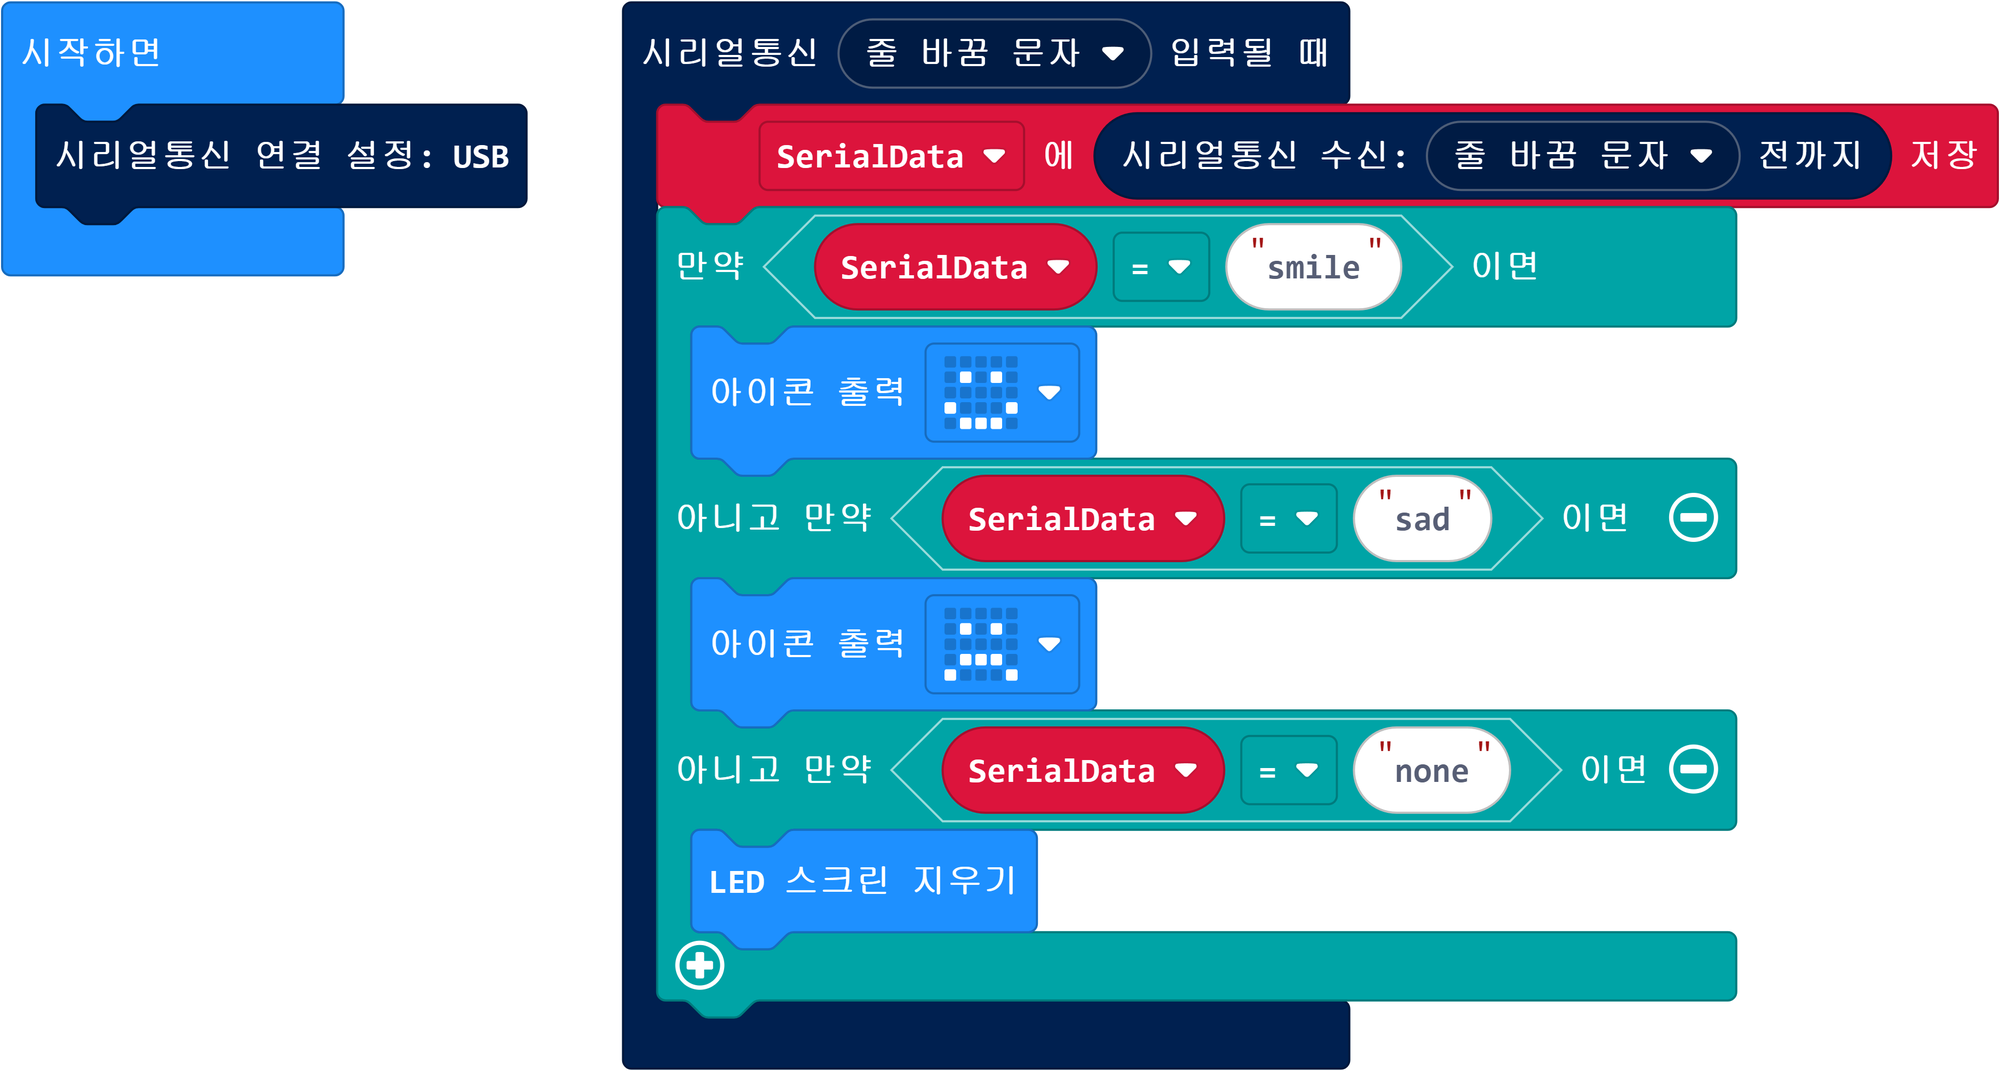 시작하면
시리얼통신 연결 설정: USB
시리얼통신 줄 바꿈 문자 입력될 때
SerialData 에 시리얼통신 수신: 줄 바꿈 문자 전까지 저장
만약 SerialData = "smile" 이면
아이콘 출력
아니고 만약 SerialData = "sad" 이면
아이콘 출력
아니고 만약 SerialData = "none" 이면
LED 스크린 지우기